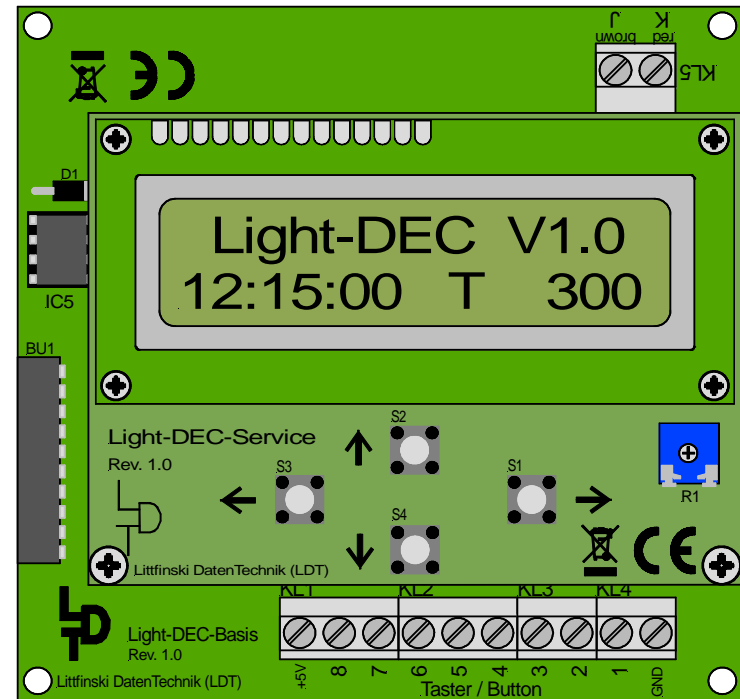 J K
brown red
KL5
D1
Light-DEC V1.0
12:15:00 T 300
IC5
BU1
S2
Light-DEC-Service
Rev. 1.0
S3
S1
R1
S4
Littfinski DatenTechnik (LDT)
KL1 KL2 KL3 KL4
LDT
Light-DEC-Basis
Rev. 1.0
+5V 8 7 6 5 4 3 2 1 GND
Littfinski DatenTechnik (LDT)
Taster / Button